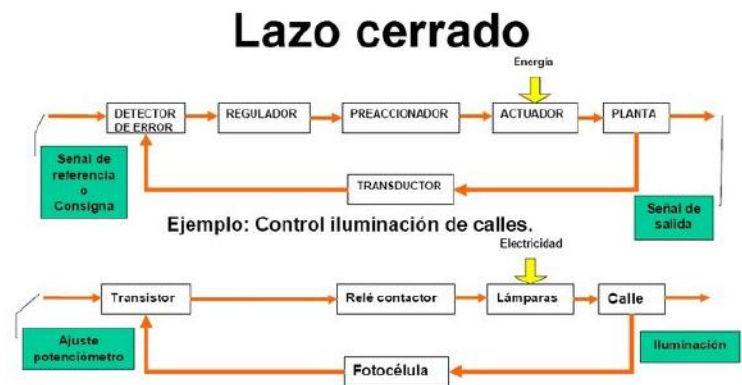 Lazo cerrado
Energía
DETECTOR
DE ERROR
REGULADOR
PREACCIONADOR
ACTUADOR
PLANTA
Señal de
referencia
o
Consigna
TRANSDUCTOR
Señal de
salida
Ejemplo: Control iluminación de calles.
Electricidad
Transistor
Relé contactor
Lámparas
Calle
Ajuste
potenciómetro
Iluminación
Fotocélula